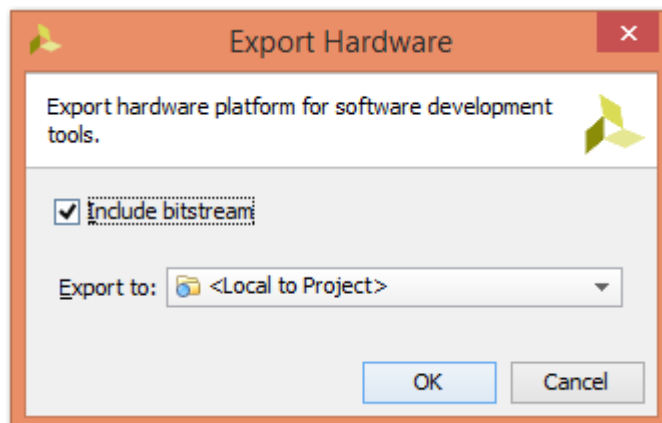 Export Hardware
Export hardware platform for software development
tools.
Include bitstream
Export to: <Local to Project>
OK Cancel